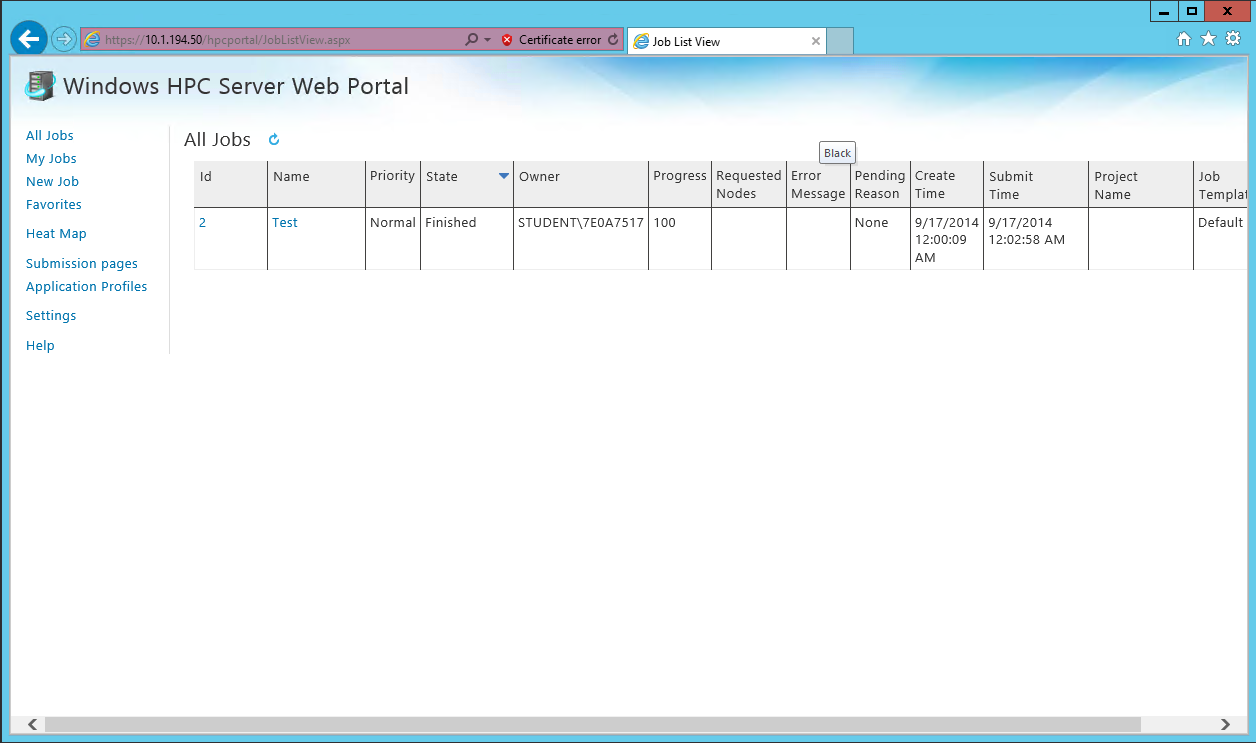 https://10.1.194.50/hpcportal/JobListView.aspx
Certificate error
Job List View
Windows HPC Server Web Portal
All Jobs
My Jobs
New Job
Favorites
Heat Map
Submission pages
Application Profiles
Settings
Help
All Jobs
Black
Id Name Priority State Owner Progress Requested Error Pending Create Submit Project Job
Nodes Message Reason Time Time Name Templat
2 Test Normal Finished STUDENT\7E0A7517 100 None 9/17/2014 9/17/2014 Default
12:00:09 12:02:58 AM
AM